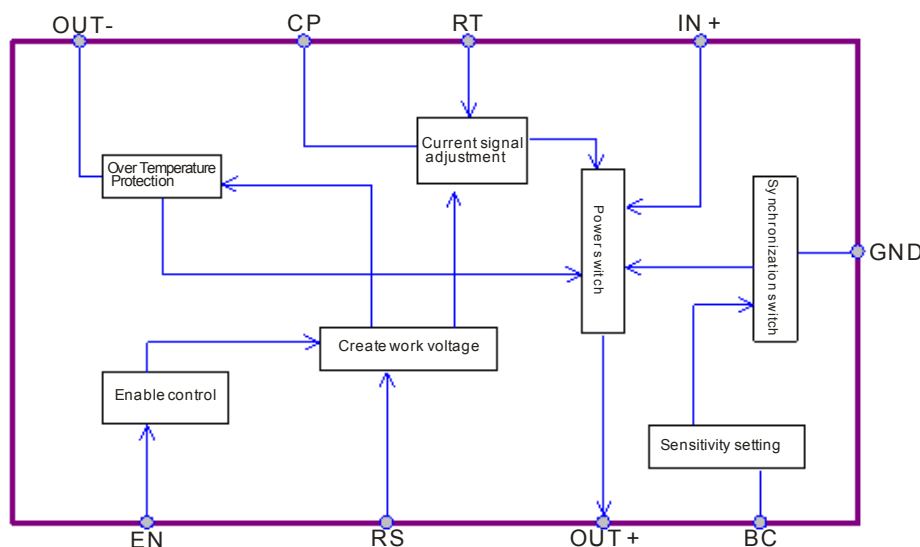 OUT-
CP
RT
IN +
Current signal
adjustment
Over Temperature
Protection
Power switch
Synchronization switch
GND
Create work voltage
Enable control
Sensitivity setting
EN
RS
OUT +
BC